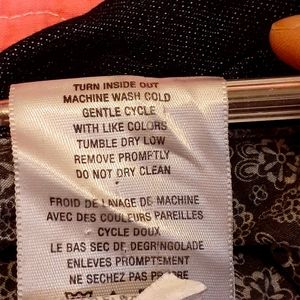 TURN INSIDE OUT
MACHINE WASH COLD
GENTLE CYCLE
WITH LIKE COLORS
TUMBLE DRY LOW
REMOVE PROMPTLY
DO NOT DRY CLEAN
FROID DE LAVAGE DE MACHINE
AVEC DES COULEURS PAREILLES
CYCLE DOUX
LE BAS SEC DE DEGRINGOLADE
ENLEVES PROMPTEMENT
NE SECHEZ PAS PROPRE